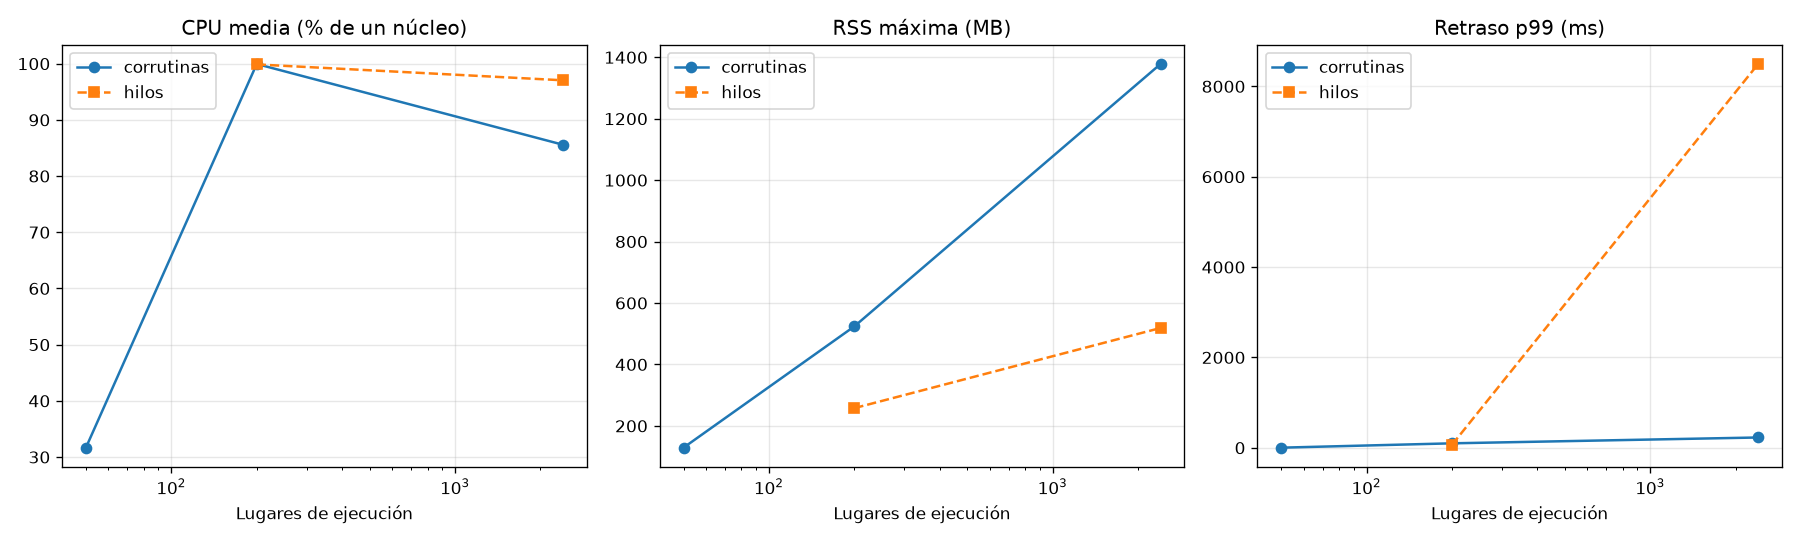 CPU media (% de un núcleo)
100
90
80
70
60
50
40
30
corrutinas
hilos
10²
10³
Lugares de ejecución
RSS máxima (MB)
1400
1200
1000
800
600
400
200
corrutinas
hilos
10²
10³
Lugares de ejecución
Retraso p99 (ms)
8000
6000
4000
2000
0
corrutinas
hilos
10²
10³
Lugares de ejecución